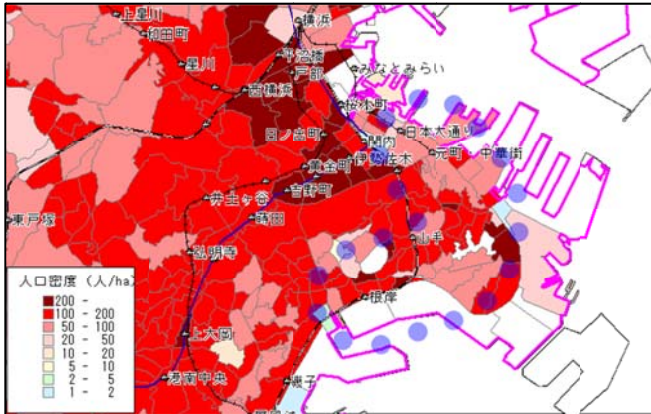 上星川
横浜
和田町
平沼橋
星川
戸部
みなとみらい
西横浜
桜木町
日ノ出町
関内
日本大通り
元町・中華街
伊勢佐木
黄金町
吉野町
井土ヶ谷
蒔田
東戸塚
山手
弘明寺
根岸
上大岡
港南中央
磯子
人口密度 (人/ha)
200 -
100 - 200
50 - 100
20 - 50
10 - 20
5 - 10
2 - 5
1 - 2